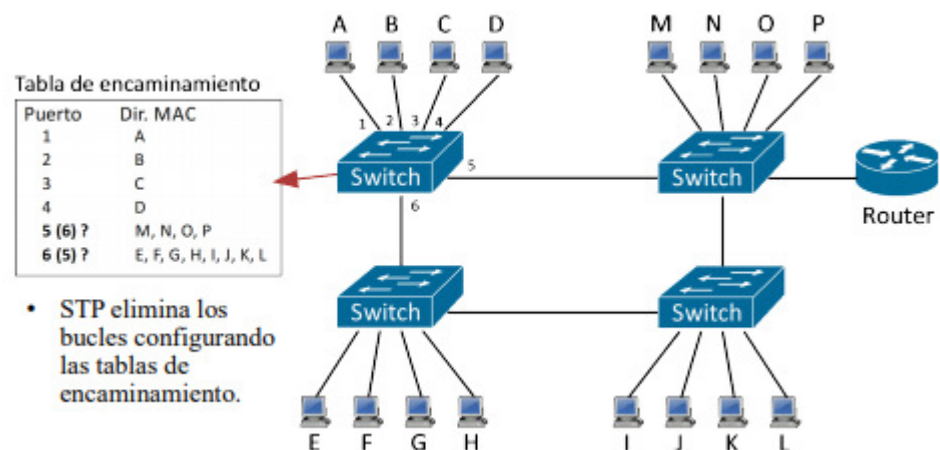 A B C D
M N O P
Tabla de encaminamiento
Puerto Dir. MAC
1 A
2 B
3 C
4 D
5 (6) ? M, N, O, P
6 (5) ? E, F, G, H, I, J, K, L
1 2 3 4
Switch
5
6
Switch
Router
Switch
Switch
• STP elimina los
bucles configurando
las tablas de
encaminamiento.
E F G H
I J K L